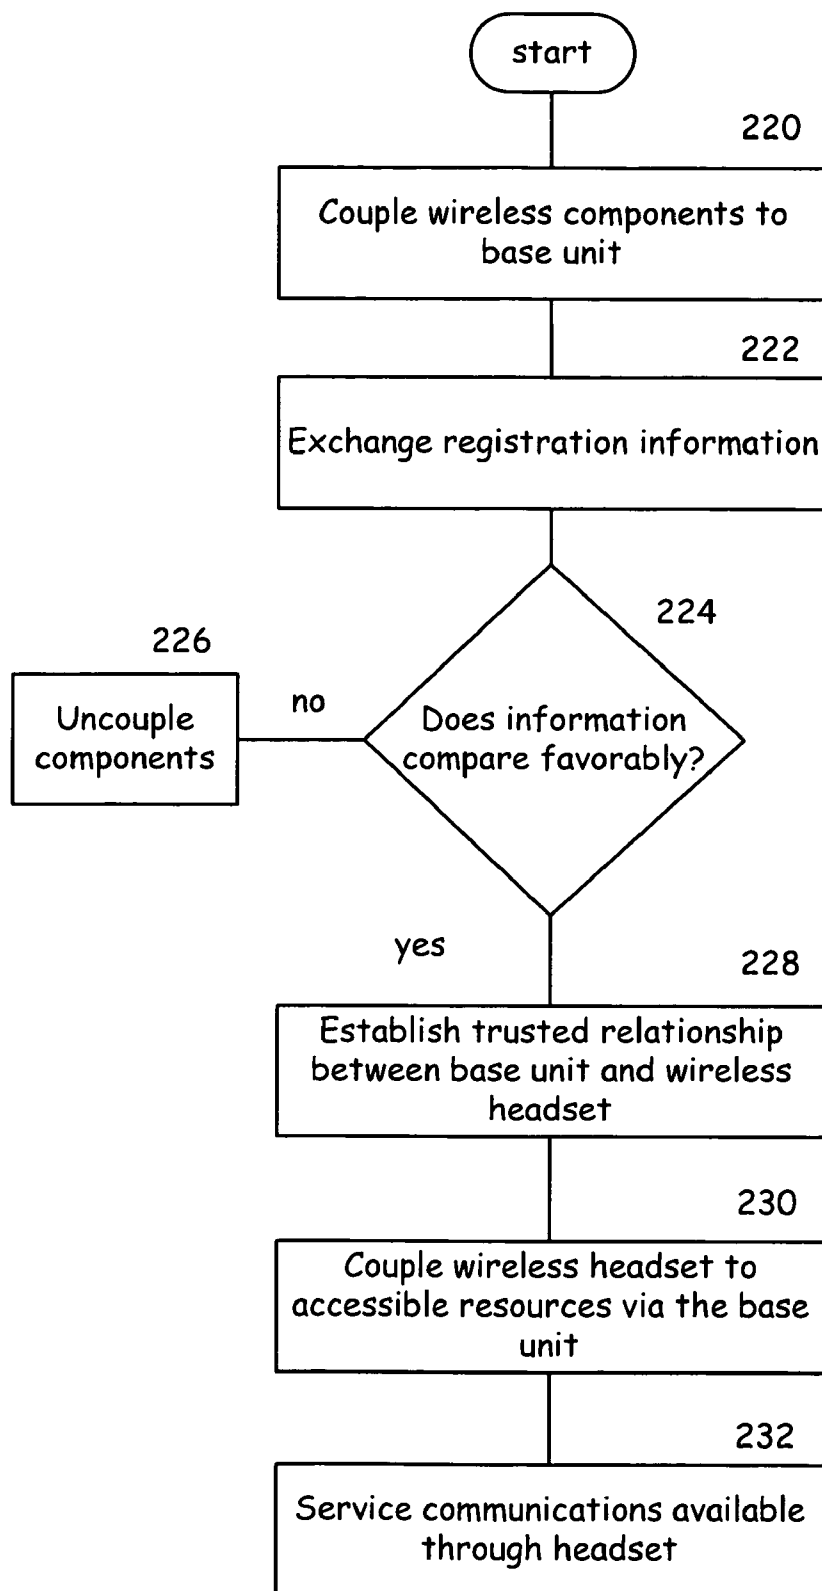 start
220
Couple wireless components to
base unit
222
Exchange registration information
224
Does information
compare favorably?
226
no
Uncouple
components
yes
228
Establish trusted relationship
between base unit and wireless
headset
230
Couple wireless headset to
accessible resources via the base
unit
232
Service communications available
through headset